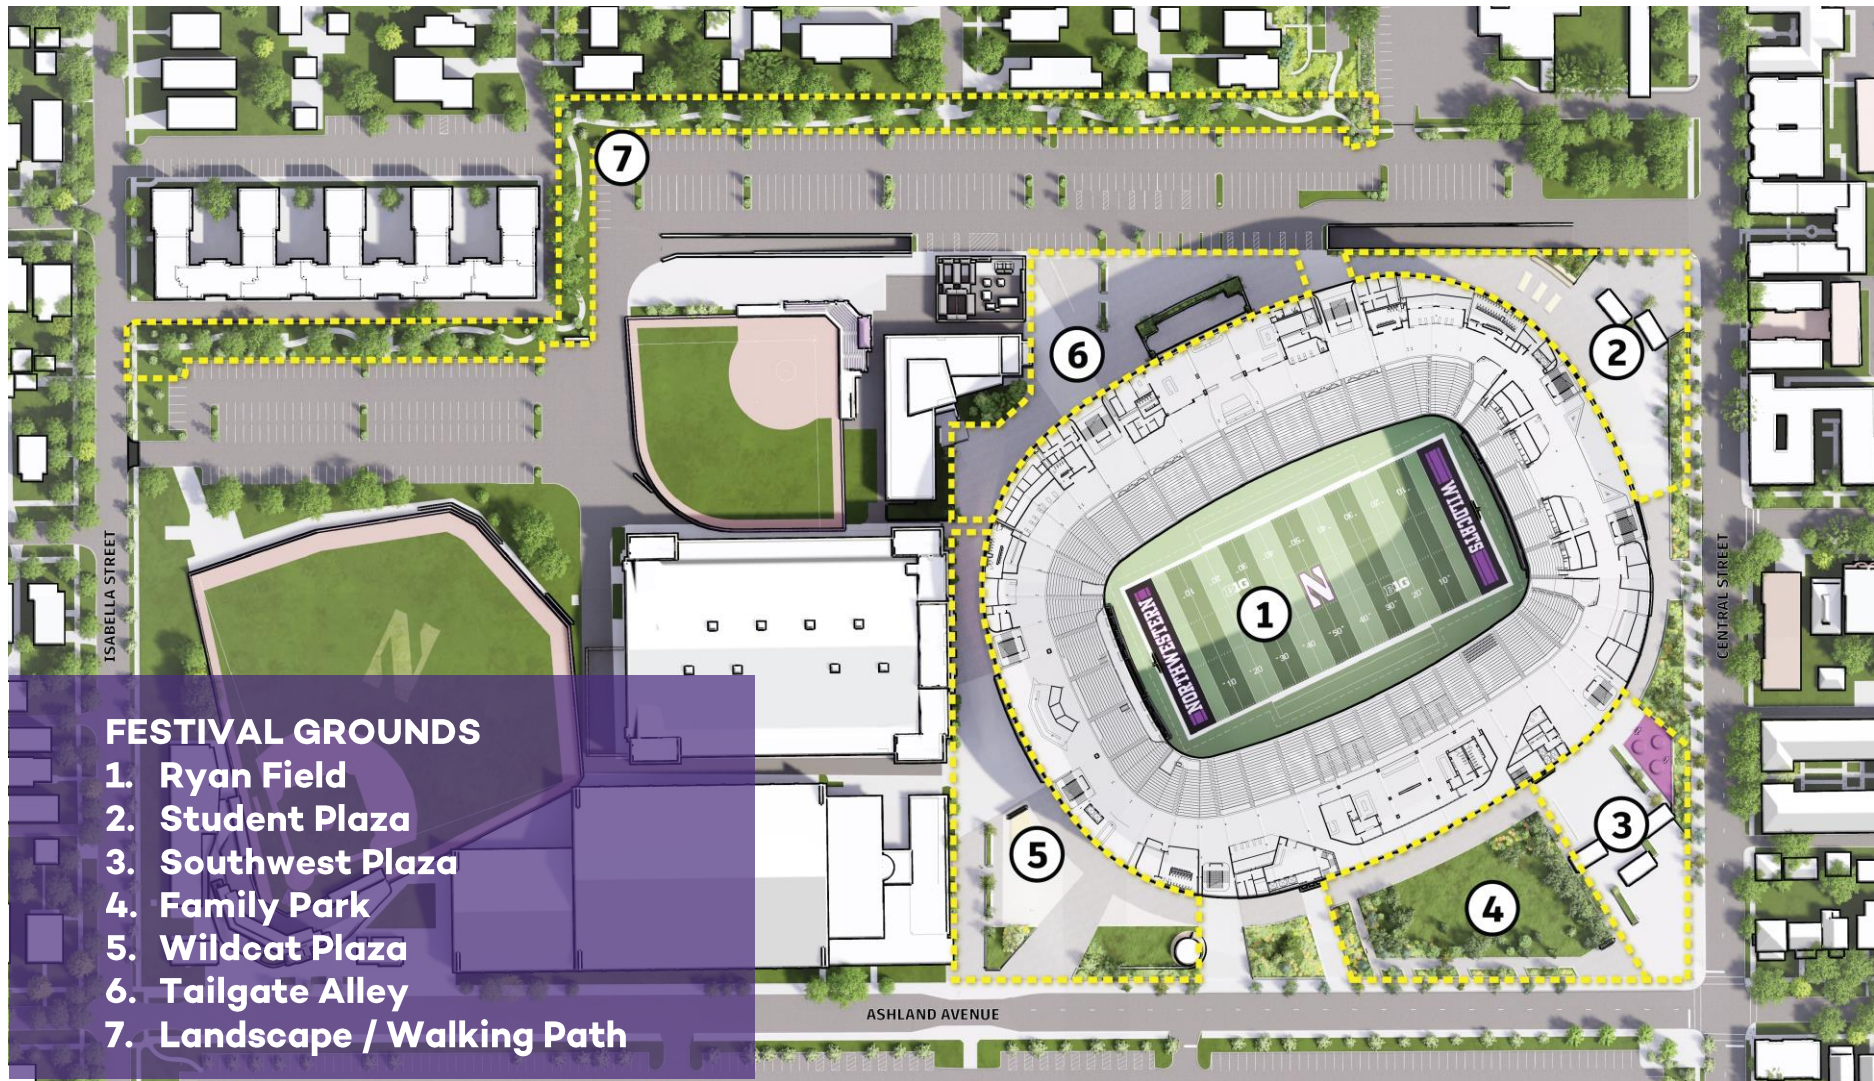 7
6
2
WILDCATS
B1G
N
B1G
1
NORTHWESTERN
ISABELLA STREET
CENTRAL STREET
N
3
5
4
FESTIVAL GROUNDS
1. Ryan Field
2. Student Plaza
3. Southwest Plaza
4. Family Park
5. Wildcat Plaza
6. Tailgate Alley
7. Landscape / Walking Path
ASHLAND AVENUE